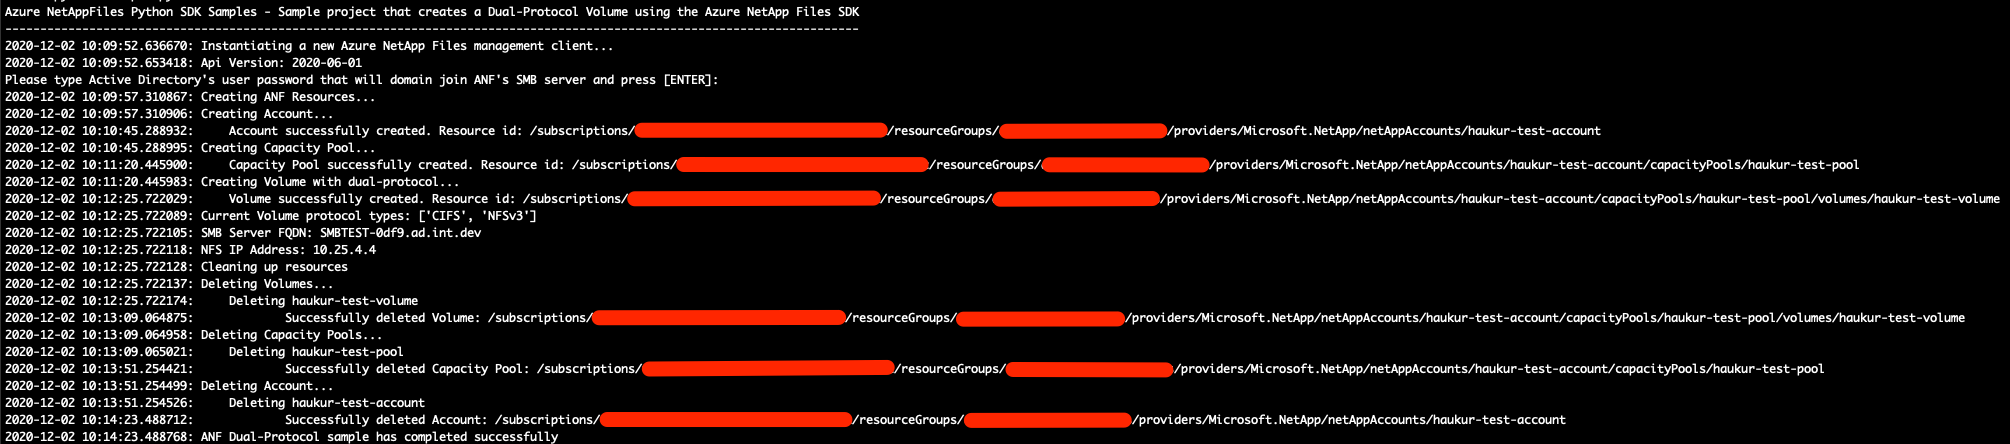 Azure NetAppFiles Python SDK Samples - Sample project that creates a Dual-Protocol Volume using the Azure NetApp Files SDK
--------------------------------------------------------------------------------------------------------------------------
2020-12-02 10:09:52.636670: Instantiating a new Azure NetApp Files management client...
2020-12-02 10:09:52.653418: Api Version: 2020-06-01
Please type Active Directory's user password that will domain join ANF's SMB server and press [ENTER]:
2020-12-02 10:09:57.310867: Creating ANF Resources...
2020-12-02 10:09:57.310906: Creating Account...
2020-12-02 10:10:45.288932:     Account successfully created. Resource id: /subscriptions/ /resourceGroups/ /providers/Microsoft.NetApp/netAppAccounts/haukur-test-account
2020-12-02 10:10:45.288995: Creating Capacity Pool...
2020-12-02 10:11:20.445900:     Capacity Pool successfully created. Resource id: /subscriptions/ /resourceGroups/ /providers/Microsoft.NetApp/netAppAccounts/haukur-test-account/capacityPools/haukur-test-pool
2020-12-02 10:11:20.445983: Creating Volume with dual-protocol...
2020-12-02 10:12:25.722029:     Volume successfully created. Resource id: /subscriptions/ /resourceGroups/ /providers/Microsoft.NetApp/netAppAccounts/haukur-test-account/capacityPools/haukur-test-pool/volumes/haukur-test-volume
2020-12-02 10:12:25.722089: Current Volume protocol types: ['CIFS', 'NFSv3']
2020-12-02 10:12:25.722105: SMB Server FQDN: SMBTEST-0df9.ad.int.dev
2020-12-02 10:12:25.722118: NFS IP Address: 10.25.4.4
2020-12-02 10:12:25.722128: Cleaning up resources
2020-12-02 10:12:25.722137: Deleting Volumes...
2020-12-02 10:12:25.722174:     Deleting haukur-test-volume
2020-12-02 10:13:09.064875:             Successfully deleted Volume: /subscriptions/ /resourceGroups/ /providers/Microsoft.NetApp/netAppAccounts/haukur-test-account/capacityPools/haukur-test-pool/volumes/haukur-test-volume
2020-12-02 10:13:09.064958: Deleting Capacity Pools...
2020-12-02 10:13:09.065021:     Deleting haukur-test-pool
2020-12-02 10:13:51.254421:             Successfully deleted Capacity Pool: /subscriptions/ /resourceGroups/ /providers/Microsoft.NetApp/netAppAccounts/haukur-test-account/capacityPools/haukur-test-pool
2020-12-02 10:13:51.254499: Deleting Account...
2020-12-02 10:13:51.254526:     Deleting haukur-test-account
2020-12-02 10:14:23.488712:             Successfully deleted Account: /subscriptions/ /resourceGroups/ /providers/Microsoft.NetApp/netAppAccounts/haukur-test-account
2020-12-02 10:14:23.488768: ANF Dual-Protocol sample has completed successfully